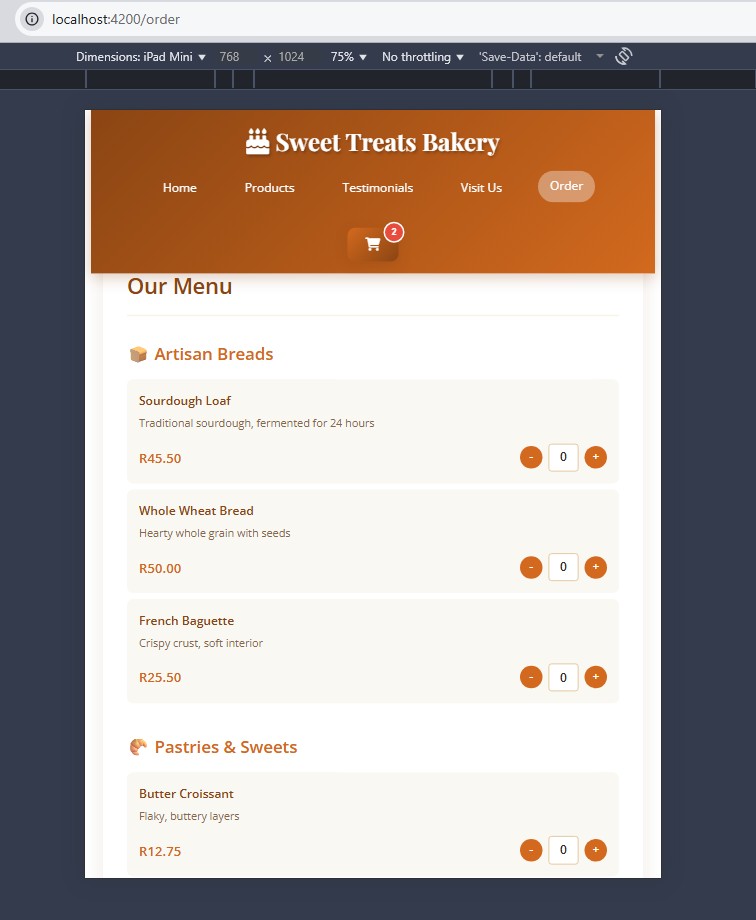 localhost:4200/order
Dimensions: iPad Mini ▼ 768 × 1024 75% ▼ No throttling ▼ 'Save-Data': default ▼
Sweet Treats Bakery
Home Products Testimonials Visit Us Order
2
Our Menu
Artisan Breads
Sourdough Loaf
Traditional sourdough, fermented for 24 hours
R45.50 - 0 +
Whole Wheat Bread
Hearty whole grain with seeds
R50.00 - 0 +
French Baguette
Crispy crust, soft interior
R25.50 - 0 +
Pastries & Sweets
Butter Croissant
Flaky, buttery layers
R12.75 - 0 +